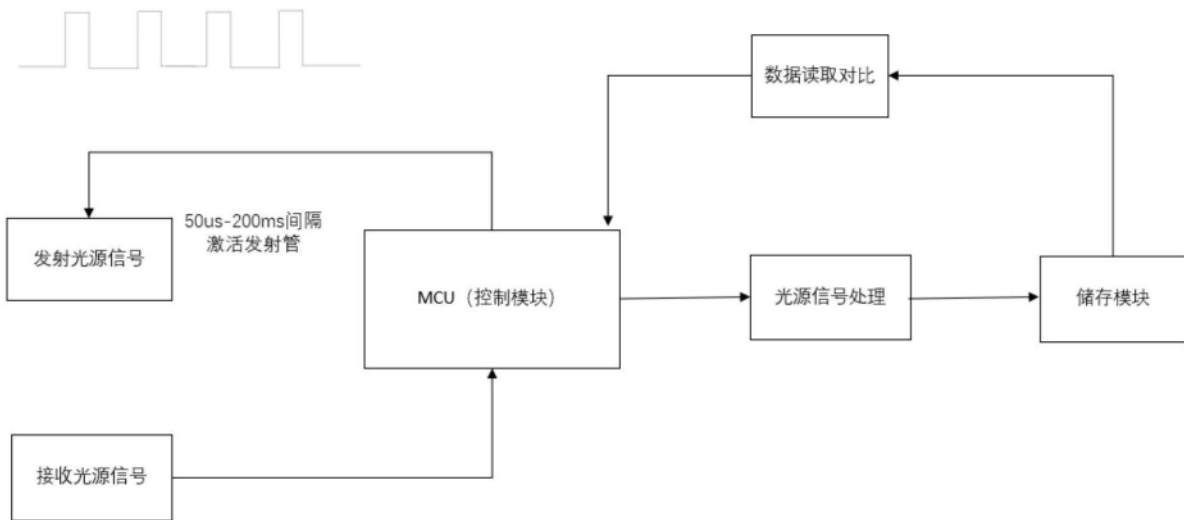 数据读取对比
50us-200ms间隔
激活发射管
发射光源信号
MCU（控制模块）
光源信号处理
储存模块
接收光源信号